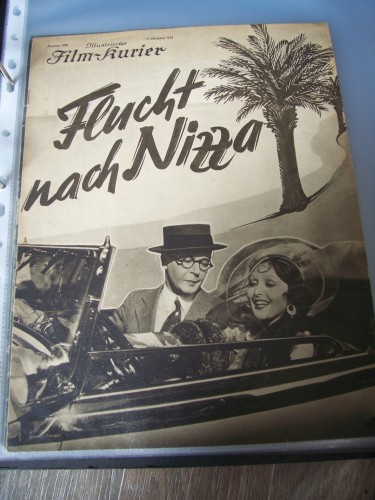 Illustrierter
Film-Kurier
Flucht
nach Nizza